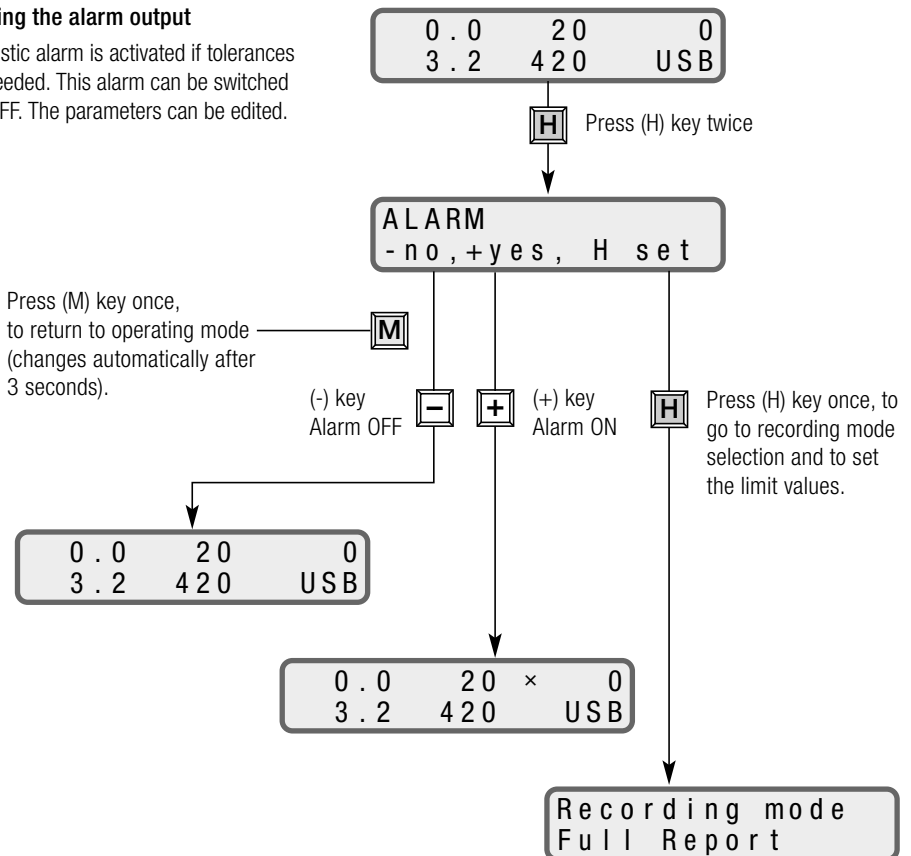 the alarm output
alarm is activated if tolerances
This alarm can be switched
The parameters can be edited.
0.0 20 0
3.2 420 USB
H Press (H) key twice
ALARM
-no,+yes, H set
Press (M) key once,
to return to operating mode
(changes automatically after
3 seconds).
M
(-) key
Alarm OFF
−
+
(+) key
Alarm ON
H
Press (H) key once, to
go to recording mode
selection and to set
the limit values.
0.0 20 0
3.2 420 USB
0.0 20 × 0
3.2 420 USB
Recording mode
Full Report